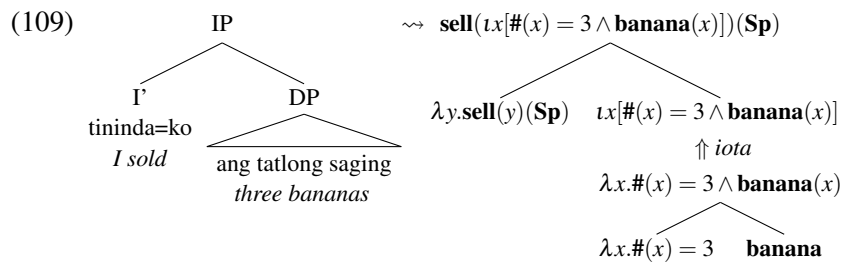 (109) IP ⇝ sell(ιx[#(x) = 3 ∧ banana(x)])(Sp)
I’ DP λy.sell(y)(Sp) ιx[#(x) = 3 ∧ banana(x)]
tininda=ko ⇑ iota
I sold ang tatlong saging λx.#(x) = 3 ∧ banana(x)
three bananas
λx.#(x) = 3 banana